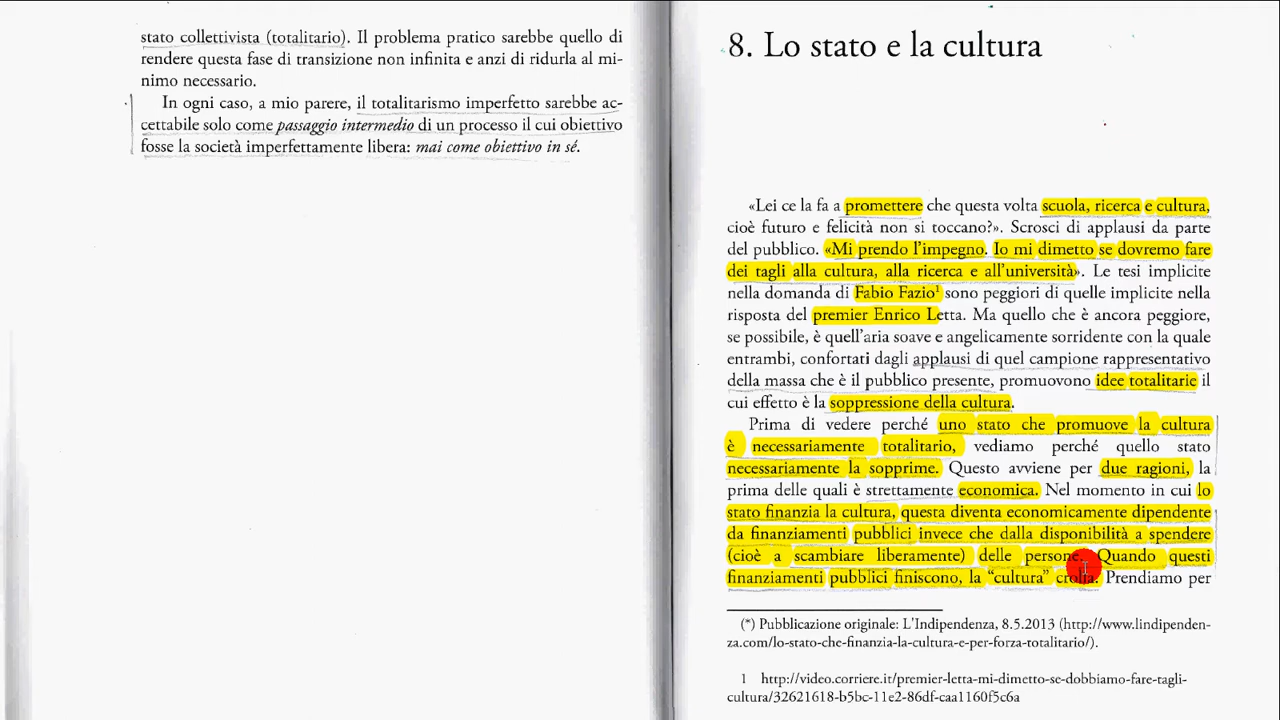 stato collettivista (totalitario). Il problema pratico sarebbe quello di
rendere questa fase di transizione non infinita e anzi di ridurla al mi-
nimo necessario.
In ogni caso, a mio parere, il totalitarismo imperfetto sarebbe ac-
cettabile solo come passaggio intermedio di un processo il cui obiettivo
fosse la società imperfettamente libera: mai come obiettivo in sé.
8. Lo stato e la cultura
«Lei ce la fa a promettere che questa volta scuola, ricerca e cultura,
cioè futuro e felicità non si toccano?». Scrosci di applausi da parte
del pubblico. «Mi prendo l'impegno. Io mi dimetto se dovremo fare
dei tagli alla cultura, alla ricerca e all'università». Le tesi implicite
nella domanda di Fabio Fazio¹ sono peggiori di quelle implicite nella
risposta del premier Enrico Letta. Ma quello che è ancora peggiore,
se possibile, è quell'aria soave e angelicamente sorridente con la quale
entrambi, confortati dagli applausi di quel campione rappresentativo
della massa che è il pubblico presente, promuovono idee totalitarie il
cui effetto è la soppressione della cultura.
Prima di vedere perché uno stato che promuove la cultura
è necessariamente totalitario, vediamo perché quello stato
necessariamente la sopprime. Questo avviene per due ragioni, la
prima delle quali è strettamente economica. Nel momento in cui lo
stato finanzia la cultura, questa diventa economicamente dipendente
da finanziamenti pubblici invece che dalla disponibilità a spendere
(cioè a scambiare liberamente) delle persone. Quando questi
finanziamenti pubblici finiscono, la "cultura" crolla. Prendiamo per
(*) Pubblicazione originale: L'Indipendenza, 8.5.2013 (http://www.lindipenden-
za.com/lo-stato-che-finanzia-la-cultura-e-per-forza-totalitario/).
1 http://video.corriere.it/premier-letta-mi-dimetto-se-dobbiamo-fare-tagli-
cultura/32621618-b5bc-11e2-86df-caa1160f5c6a